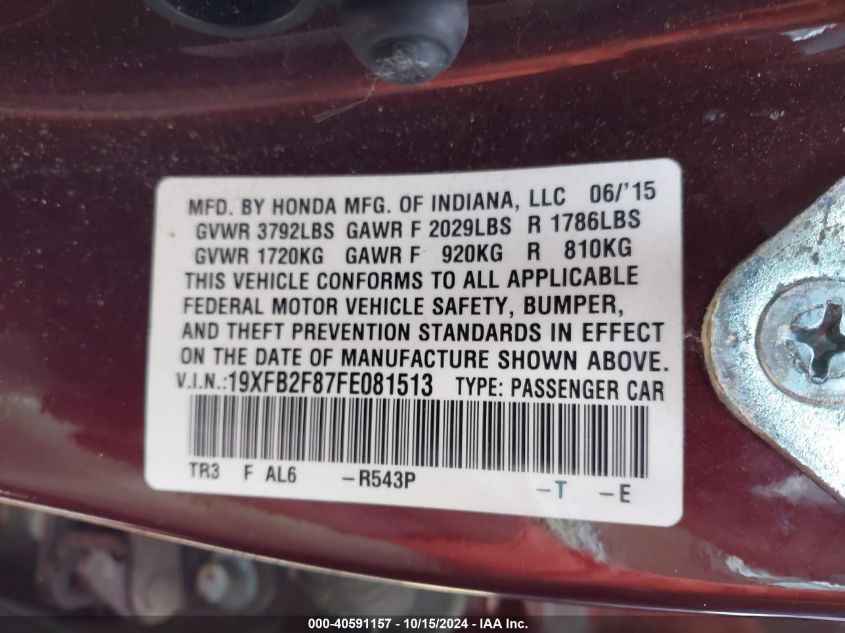 MFD. BY HONDA MFG. OF INDIANA, LLC 06/'15
GVWR 3792LBS GAWR F 2029LBS R 1786LBS
GVWR 1720KG GAWR F 920KG R 810KG
THIS VEHICLE CONFORMS TO ALL APPLICABLE
FEDERAL MOTOR VEHICLE SAFETY, BUMPER,
AND THEFT PREVENTION STANDARDS IN EFFECT
ON THE DATE OF MANUFACTURE SHOWN ABOVE.
V.I.N.:19XFB2F87FE081513 TYPE: PASSENGER CAR
TR3 F AL6 -R543P -T -E
000-40591157 - 10/15/2024 - IAA Inc.